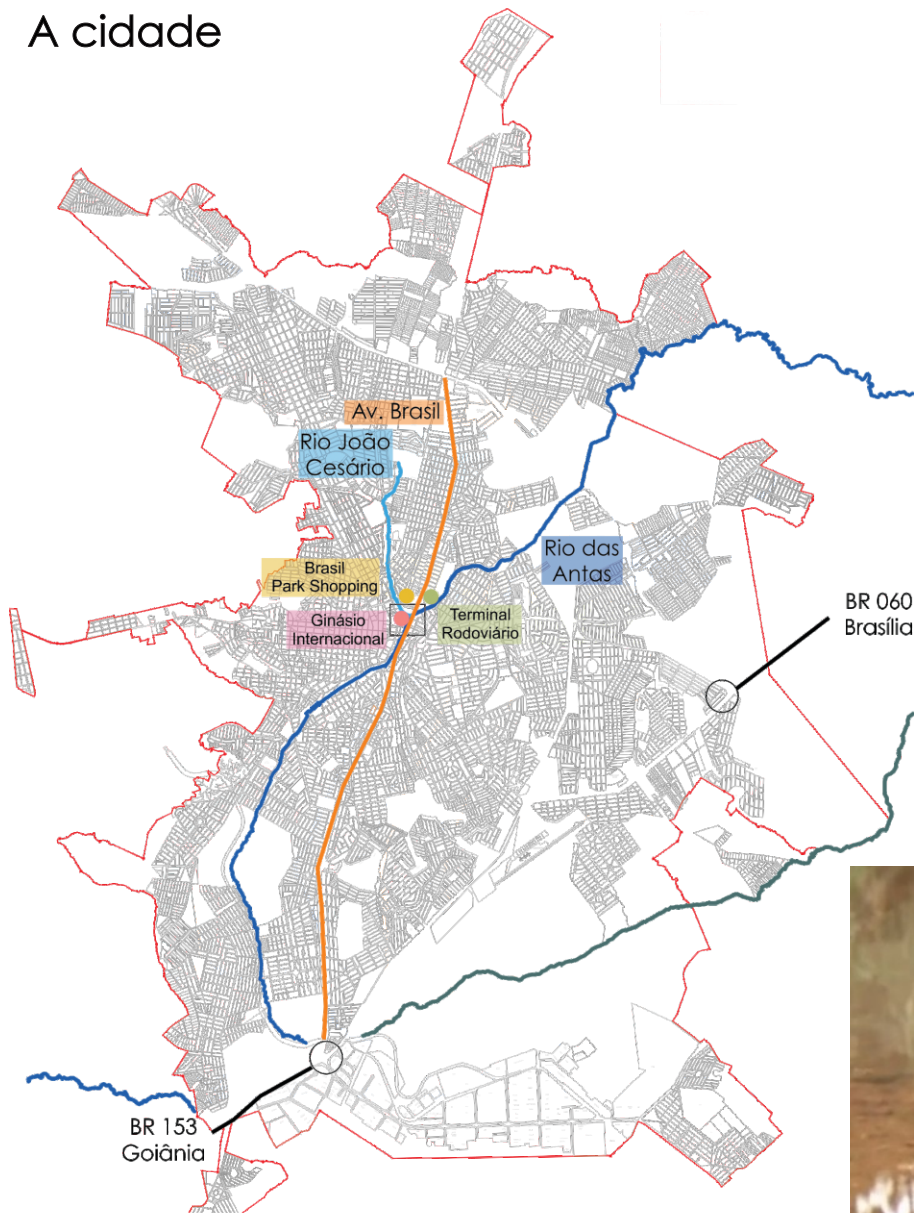 A cidade
Av. Brasil
Rio João
Cesário
Rio das
Antas
Brasil
Park Shopping
Ginásio
Internacional
Terminal
Rodoviário
BR 060
Brasília
BR 153
Goiânia